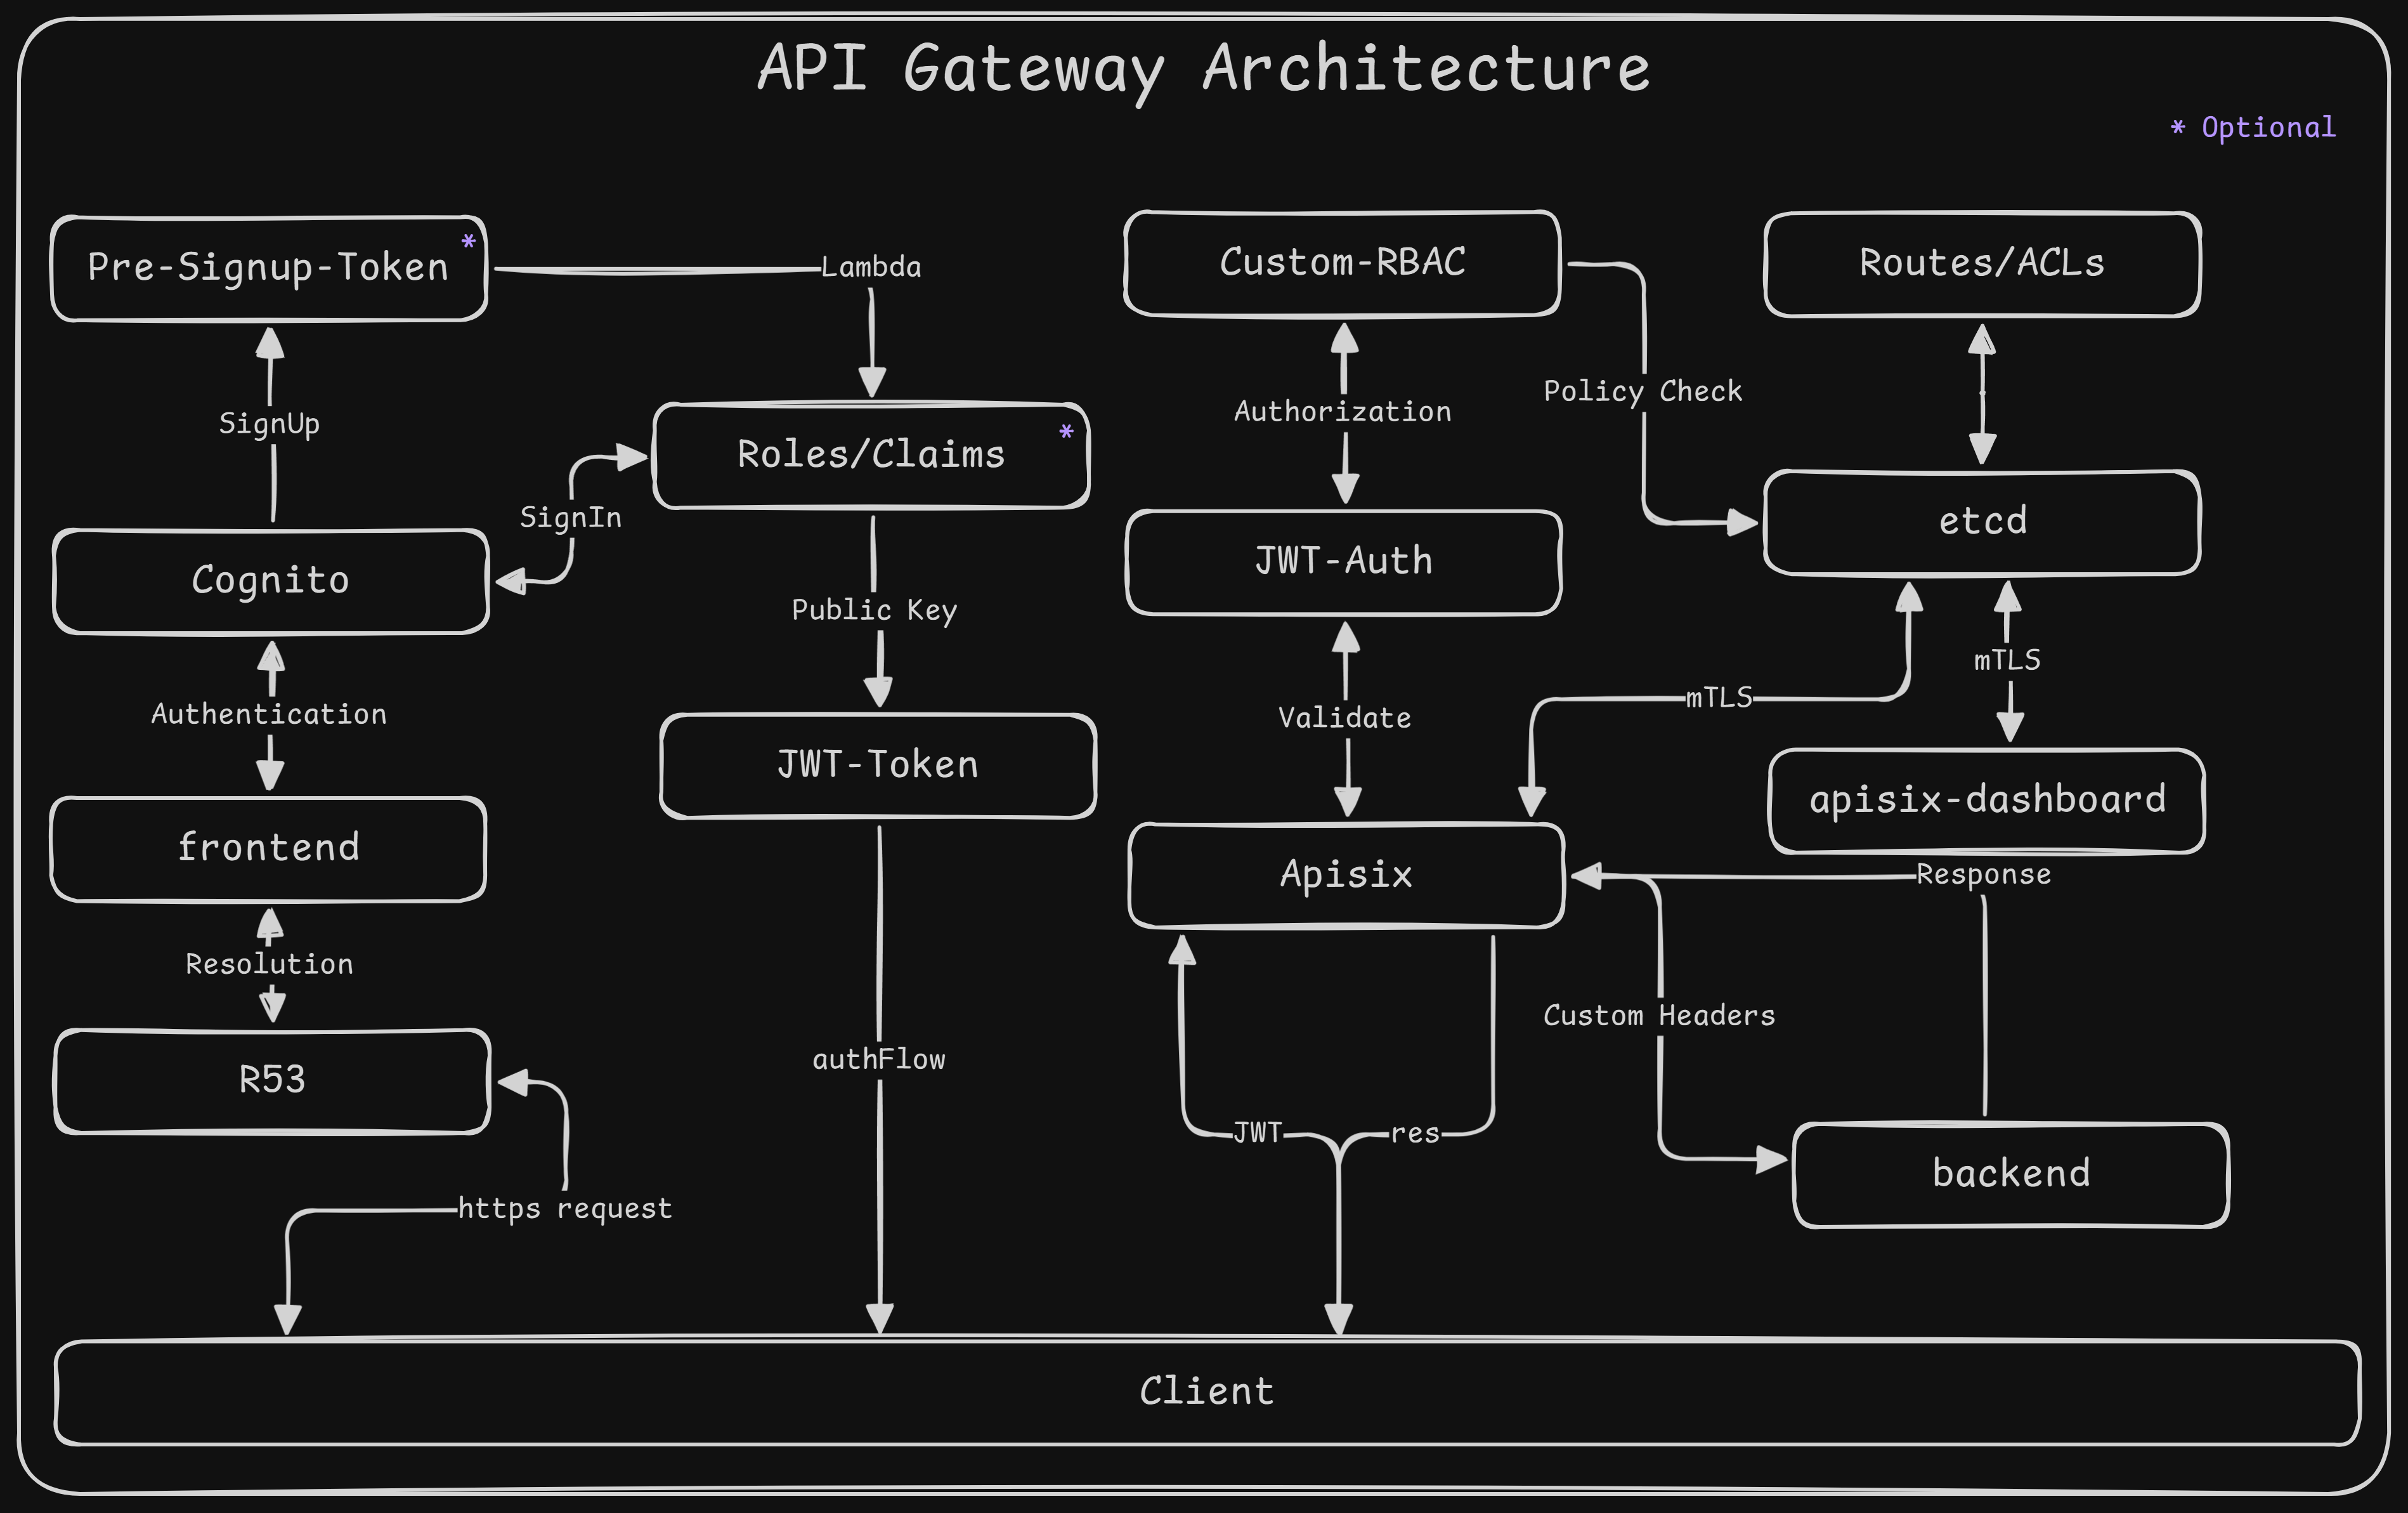 API Gateway Architecture
* Optional
Pre-Signup-Token *
Lambda
Custom-RBAC
Routes/ACLs
SignUp
Roles/Claims *
Authorization
Policy Check
SignIn
etcd
Cognito
Public Key
JWT-Auth
mTLS
Authentication
JWT-Token
Validate
mTLS
apisix-dashboard
frontend
Apisix
Response
Resolution
Custom Headers
R53
authFlow
JWT
res
backend
https request
Client